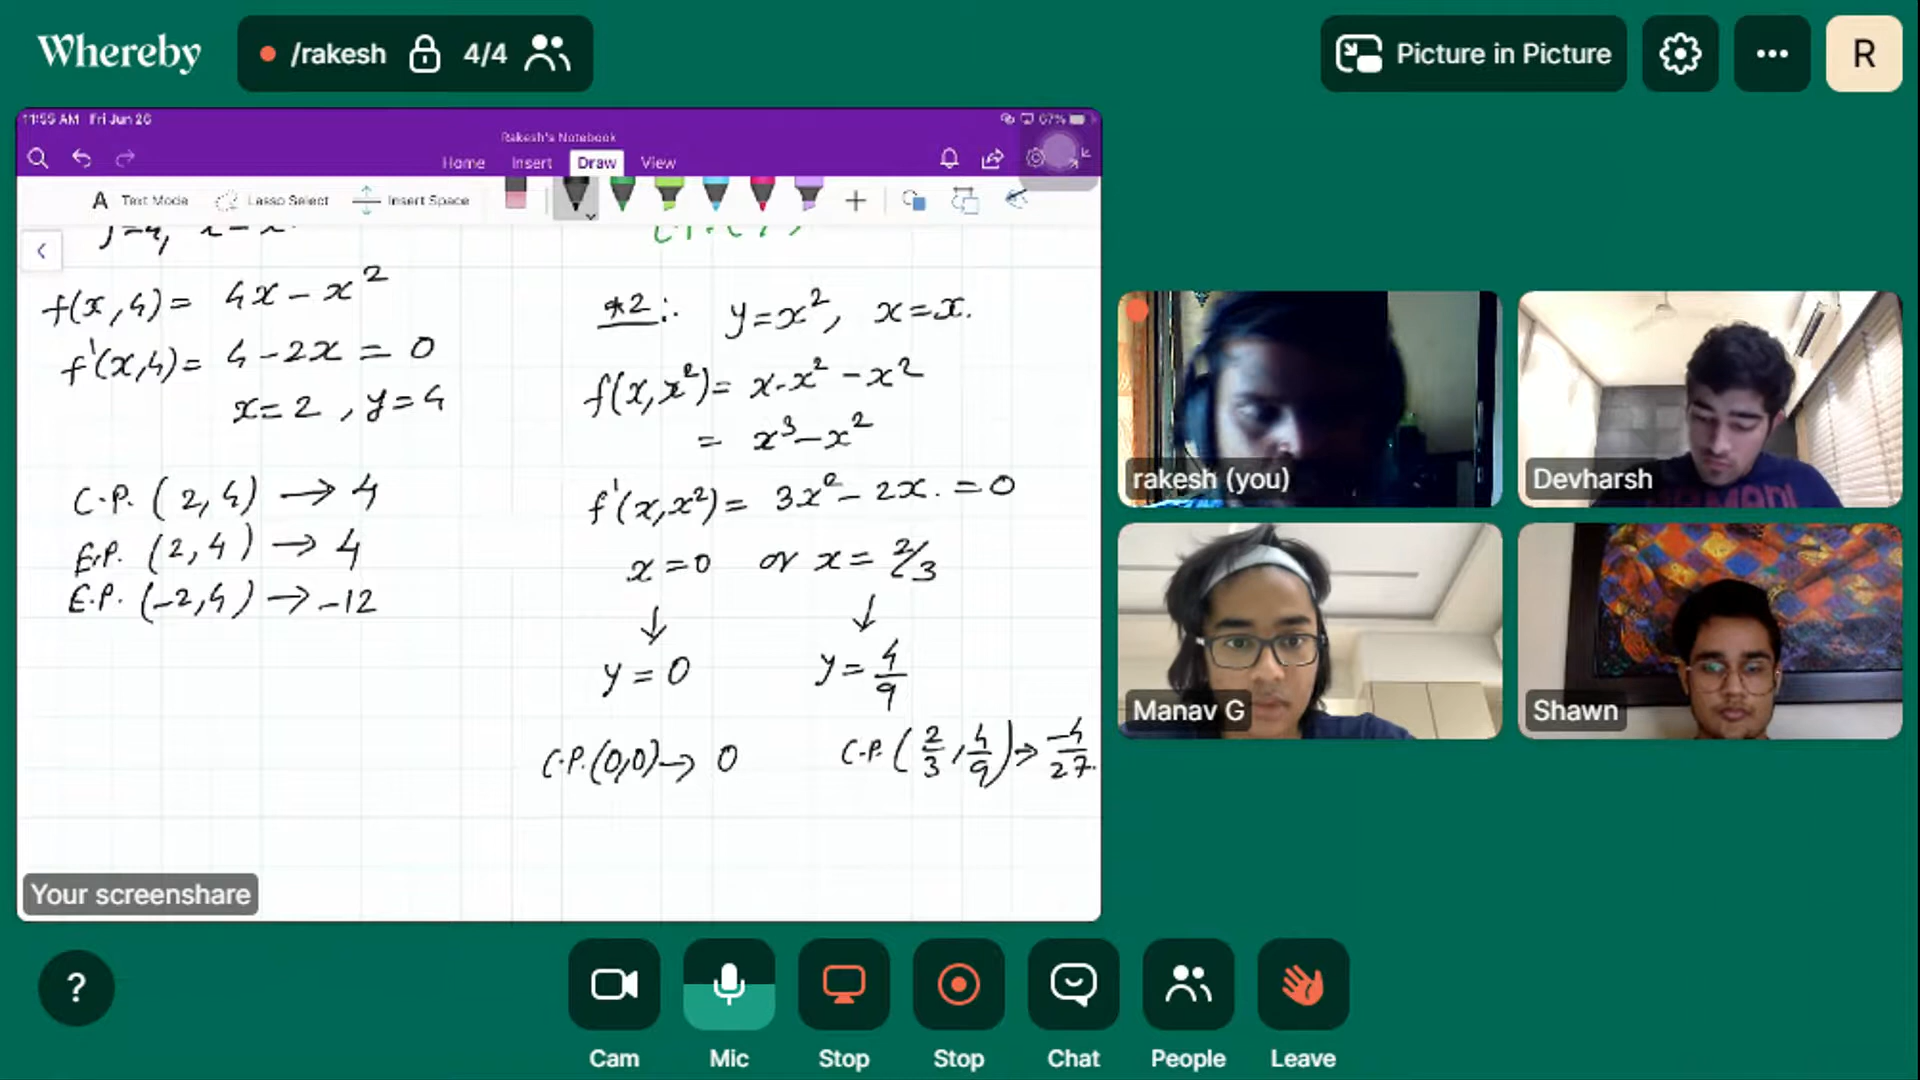 Whereby
/rakesh 4/4
Picture in Picture
R
11:55 AM Fri Jun 26
67%
Rakesh's Notebook
Home Insert Draw View
A Text Mode Lasso Select Insert Space
f(x,4) = 4x - x²
f'(x,4) = 4 - 2x = 0
x = 2 , y = 4
C.P. (2,4) → 4
E.P. (2,4) → 4
E.P. (-2,4) → -12
*2: y = x², x = x.
f(x,x²) = x·x² - x²
= x³ - x²
f'(x,x²) = 3x² - 2x. = 0
x = 0 or x = 2/3
↓ ↓
y = 0 y = 4/9
C.P. (0,0) → 0 C.P. (2/3, 4/9) → -4/27.
Your screenshare
rakesh (you)
Devharsh
Manav G
Shawn
?
Cam Mic Stop Stop Chat People Leave